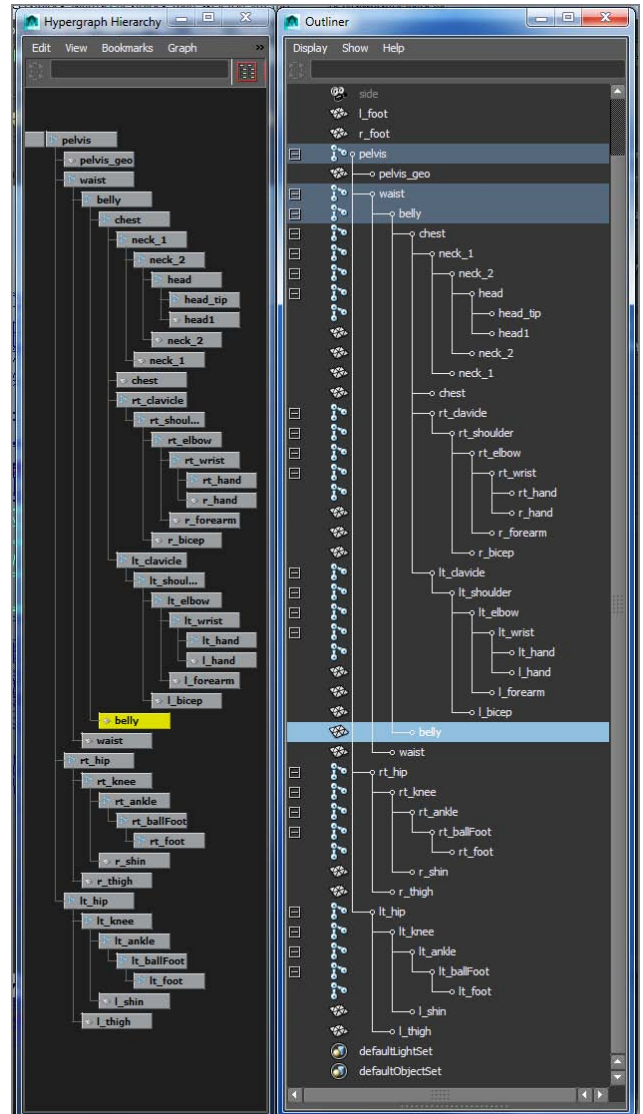 Hypergraph Hierarchy
Edit View Bookmarks Graph »
pelvis
pelvis_geo
waist
belly
chest
neck_1
neck_2
head
head_tip
head1
neck_2
neck_1
chest
rt_clavicle
rt_shoul...
rt_elbow
rt_wrist
rt_hand
r_hand
r_forearm
r_bicep
lt_clavicle
lt_shoul...
lt_elbow
lt_wrist
lt_hand
l_hand
l_forearm
l_bicep
belly
waist
rt_hip
rt_knee
rt_ankle
rt_ballFoot
rt_foot
r_shin
r_thigh
lt_hip
lt_knee
lt_ankle
lt_ballFoot
lt_foot
l_shin
l_thigh
Outliner
Display Show Help
side
l_foot
r_foot
pelvis
pelvis_geo
waist
belly
chest
neck_1
neck_2
head
head_tip
head1
neck_2
neck_1
chest
rt_clavicle
rt_shoulder
rt_elbow
rt_wrist
rt_hand
r_hand
r_forearm
r_bicep
lt_clavicle
lt_shoulder
lt_elbow
lt_wrist
lt_hand
l_hand
l_forearm
l_bicep
belly
waist
rt_hip
rt_knee
rt_ankle
rt_ballFoot
rt_foot
r_shin
r_thigh
lt_hip
lt_knee
lt_ankle
lt_ballFoot
lt_foot
l_shin
l_thigh
defaultLightSet
defaultObjectSet